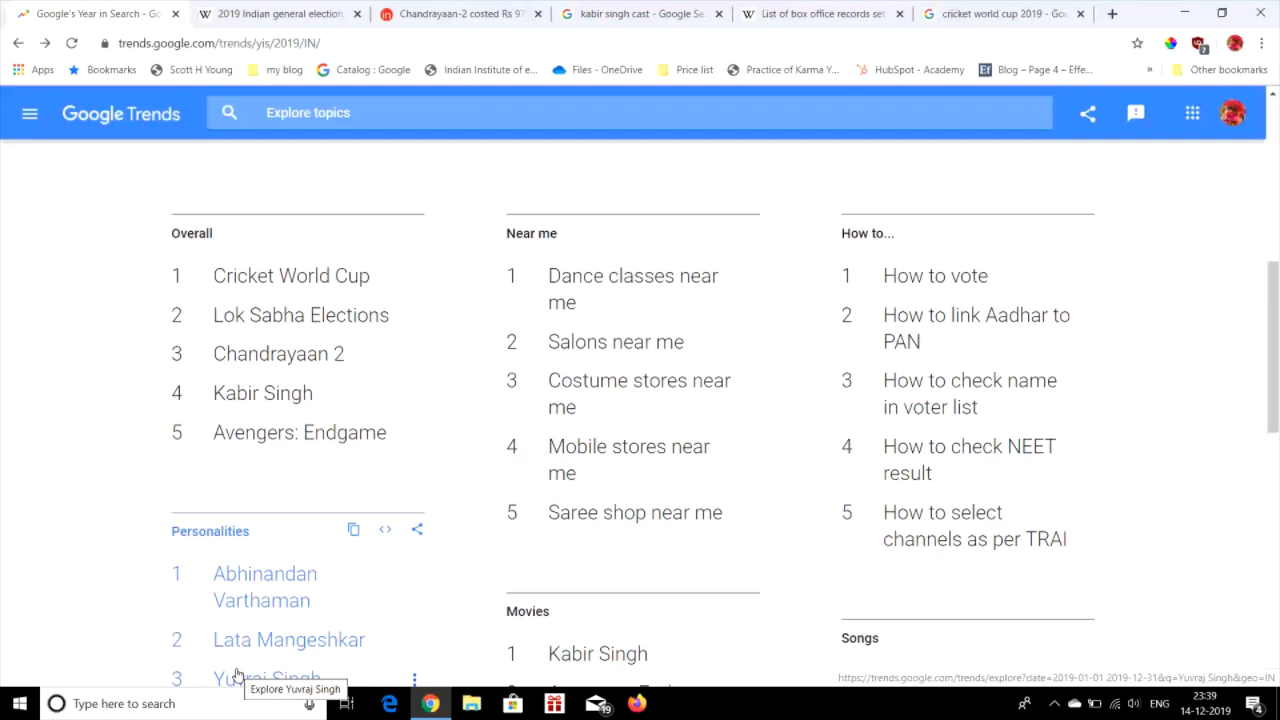 Google's Year in Search -
2019 Indian general election
Chandrayaan-2 costed Rs 97
kabir singh cast - Google Se
List of box office records set
cricket world cup 2019 - Goo
trends.google.com/trends/yis/2019/IN/
7
Apps
Bookmarks
Scott H Young
my blog
Catalog : Google
Indian Institute of e...
Files - OneDrive
Price list
Practice of Karma Y...
HubSpot - Academy
Ef
Blog – Page 4 – Effe...
»
Other bookmarks
Google Trends
Explore topics
Overall
1 Cricket World Cup
2 Lok Sabha Elections
3 Chandrayaan 2
4 Kabir Singh
5 Avengers: Endgame
Near me
1 Dance classes near
me
2 Salons near me
3 Costume stores near
me
4 Mobile stores near
me
5 Saree shop near me
How to...
1 How to vote
2 How to link Aadhar to
PAN
3 How to check name
in voter list
4 How to check NEET
result
5 How to select
channels as per TRAI
Personalities
1 Abhinandan
Varthaman
2 Lata Mangeshkar
3 Yuvraj Singh
Explore Yuvraj Singh
Movies
1 Kabir Singh
Songs
https://trends.google.com/trends/explore?date=2019-01-01 2019-12-31&q=Yuvraj Singh&geo=IN
Type here to search
19
ENG
23:39
14-12-2019
4